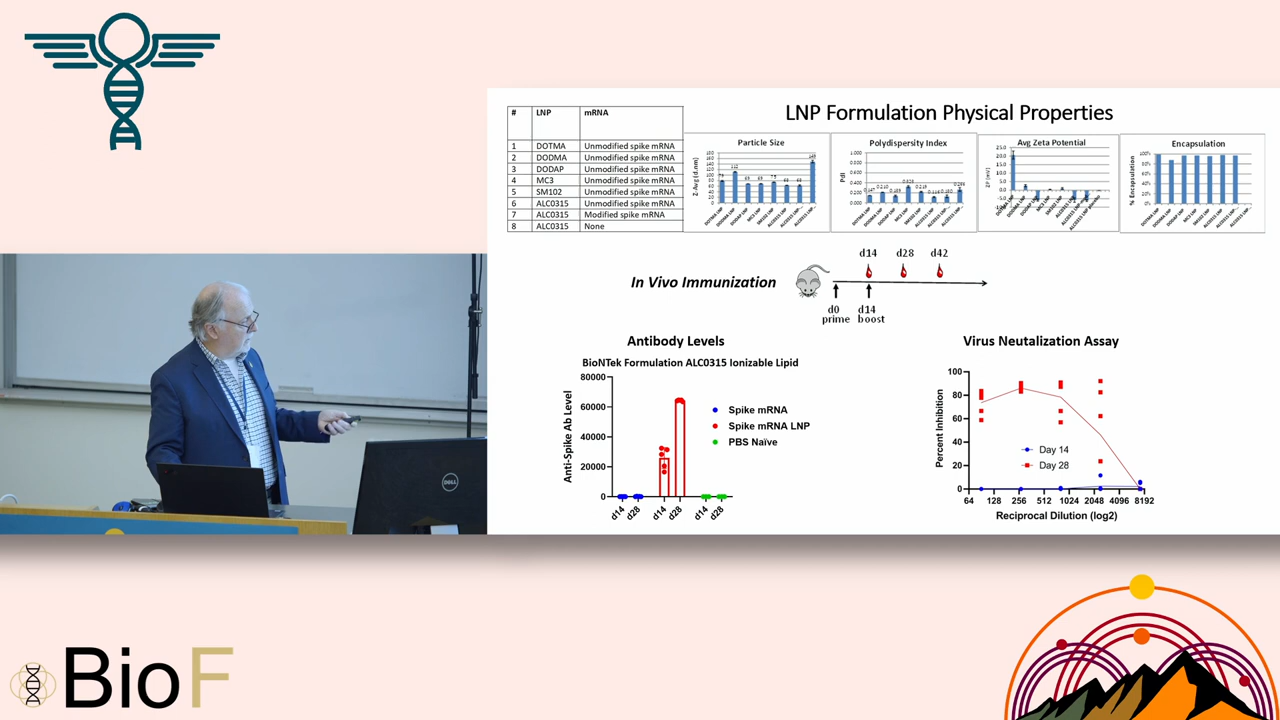 LNP Formulation Physical Properties
# LNP mRNA
1 DOTMA Unmodified spike mRNA
2 DODMA Unmodified spike mRNA
3 DODAP Unmodified spike mRNA
4 MC3 Unmodified spike mRNA
5 SM102 Unmodified spike mRNA
6 ALC0315 Unmodified spike mRNA
7 ALC0315 Modified spike mRNA
8 ALC0315 None
Particle Size
Z-Avg (d.nm)
Polydispersity Index
PdI
Avg Zeta Potential
ZP (mV)
Encapsulation
% Encapsulation
d14 d28 d42
In Vivo Immunization
d0 d14
prime boost
Antibody Levels
BioNTek Formulation ALC0315 Ionizable Lipid
Anti-Spike Ab Level
80000
60000
40000
20000
0
Spike mRNA
Spike mRNA LNP
PBS Naïve
d14 d28 d14 d28 d14 d28
Virus Neutalization Assay
Percent Inhibition
100
80
60
40
20
0
Day 14
Day 28
64 128 256 512 1024 2048 4096 8192
Reciprocal Dilution (log2)
DELL
BioF